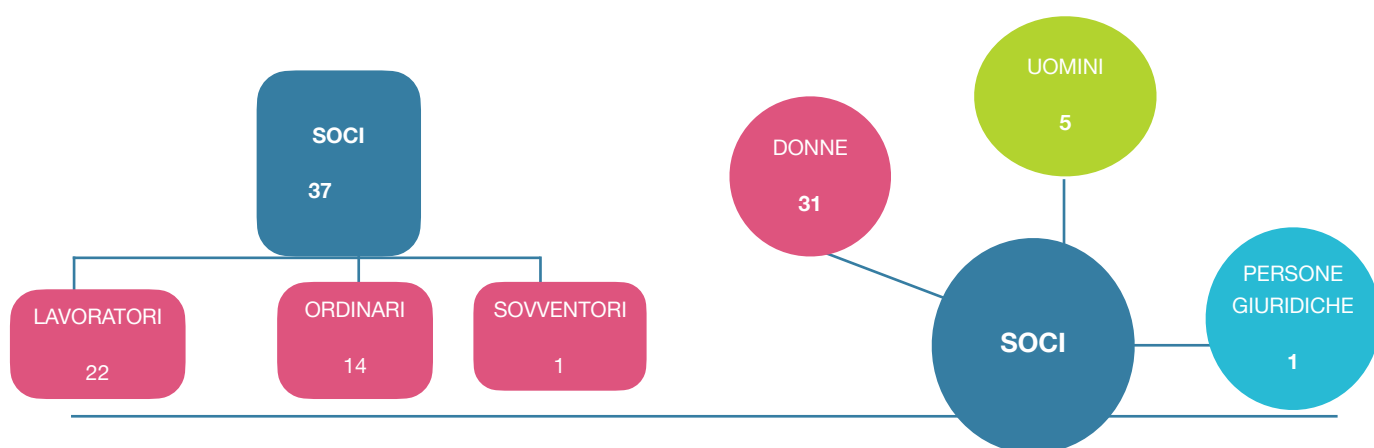 SOCI
37
LAVORATORI
22
ORDINARI
14
SOVVENTORI
1
UOMINI
5
DONNE
31
PERSONE
GIURIDICHE
1
SOCI